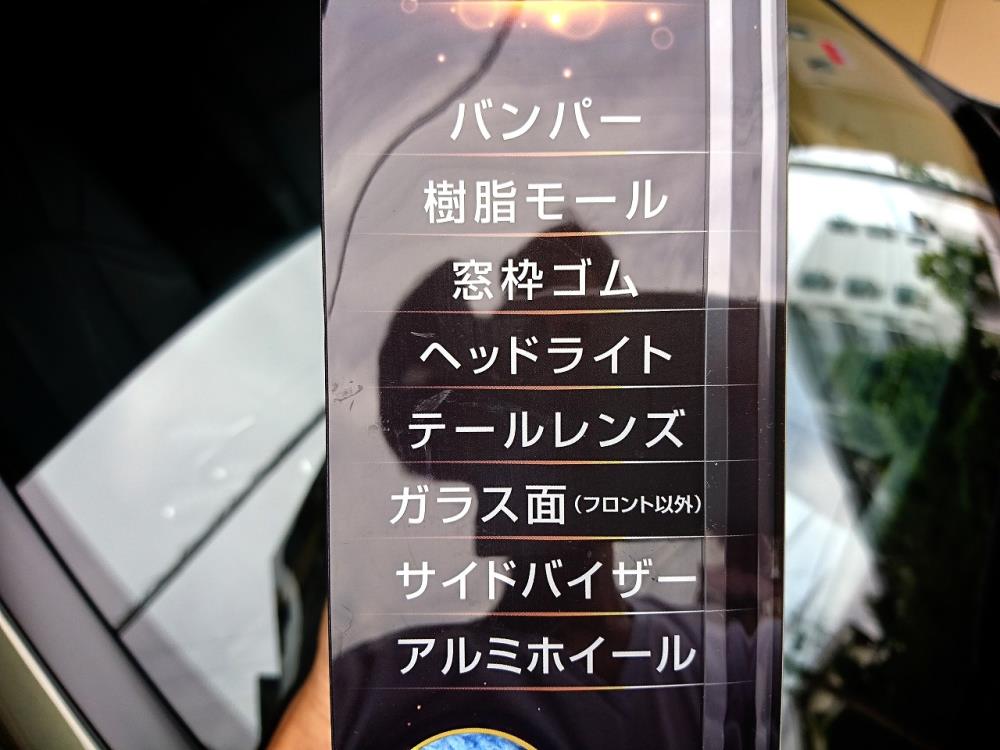 バンパー
樹脂モール
窓枠ゴム
ヘッドライト
テールレンズ
ガラス面(フロント以外)
サイドバイザー
アルミホイール